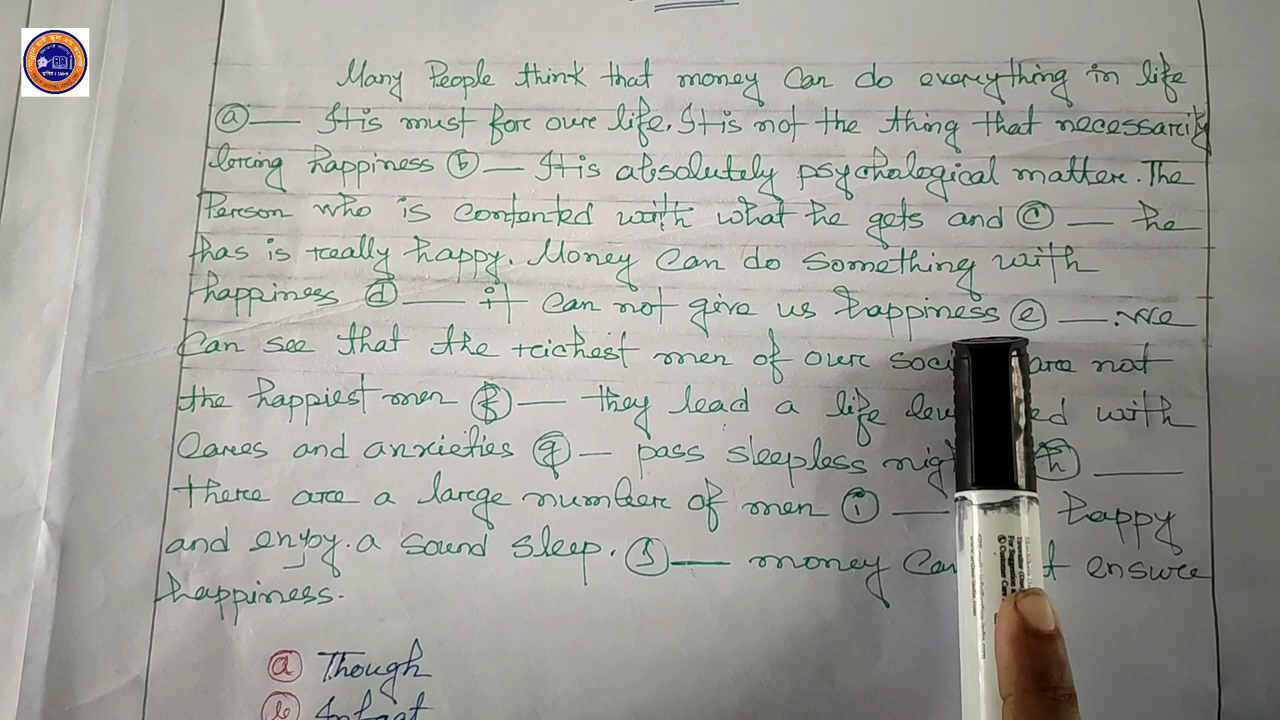 Many People think that money can do everything in life
ⓐ — It is must for our life. It is not the thing that necessarily
bring happiness ⓑ — It is absolutely psychological matter. The
Person who is contented with what he gets and ⓒ — he
has is really happy. Money can do something with
happiness ⓓ — it can not give us happiness ⓔ —. We
can see that the richest men of our are not
the happiest men ⓕ — they lead a life with
cares and anxieties ⓖ — pass sleepless ⓗ —
there are a large number of men ⓘ — happy
and enjoy. a sound sleep. ⓙ — money ensure
happiness.
ⓐ Though
ⓑ Infact